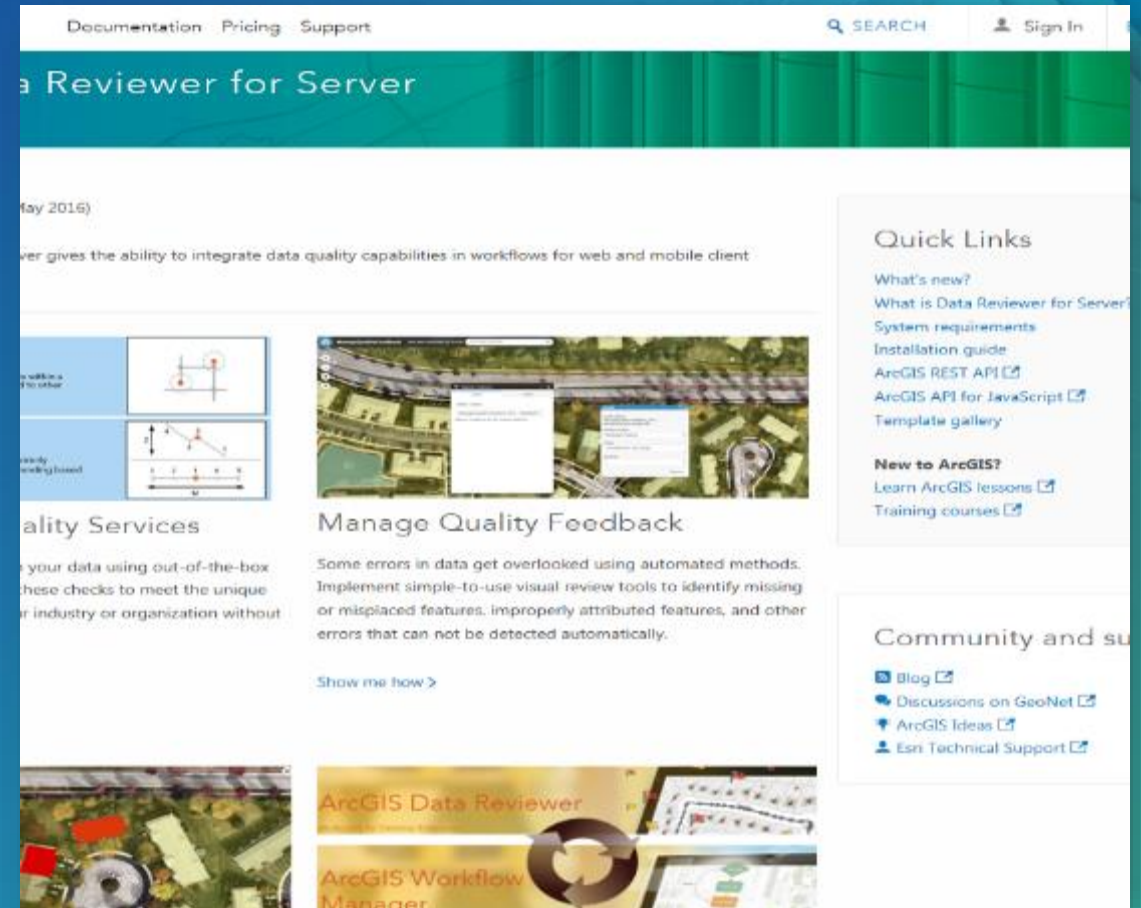 Documentation Pricing Support
SEARCH
Sign In
a Reviewer for Server
May 2016)
ver gives the ability to integrate data quality capabilities in workflows for web and mobile client
Quick Links
What's new?
What is Data Reviewer for Server?
System requirements
Installation guide
ArcGIS REST API
ArcGIS API for JavaScript
Template gallery
New to ArcGIS?
Learn ArcGIS lessons
Training courses
ality Services
your data using out-of-the-box
these checks to meet the unique
r industry or organization without
Manage Quality Feedback
Some errors in data get overlooked using automated methods.
Implement simple-to-use visual review tools to identify missing
or misplaced features, improperly attributed features, and other
errors that can not be detected automatically.
Show me how >
Community and su
Blog
Discussions on GeoNet
ArcGIS Ideas
Esri Technical Support
ArcGIS Data Reviewer
ArcGIS Workflow
Manager